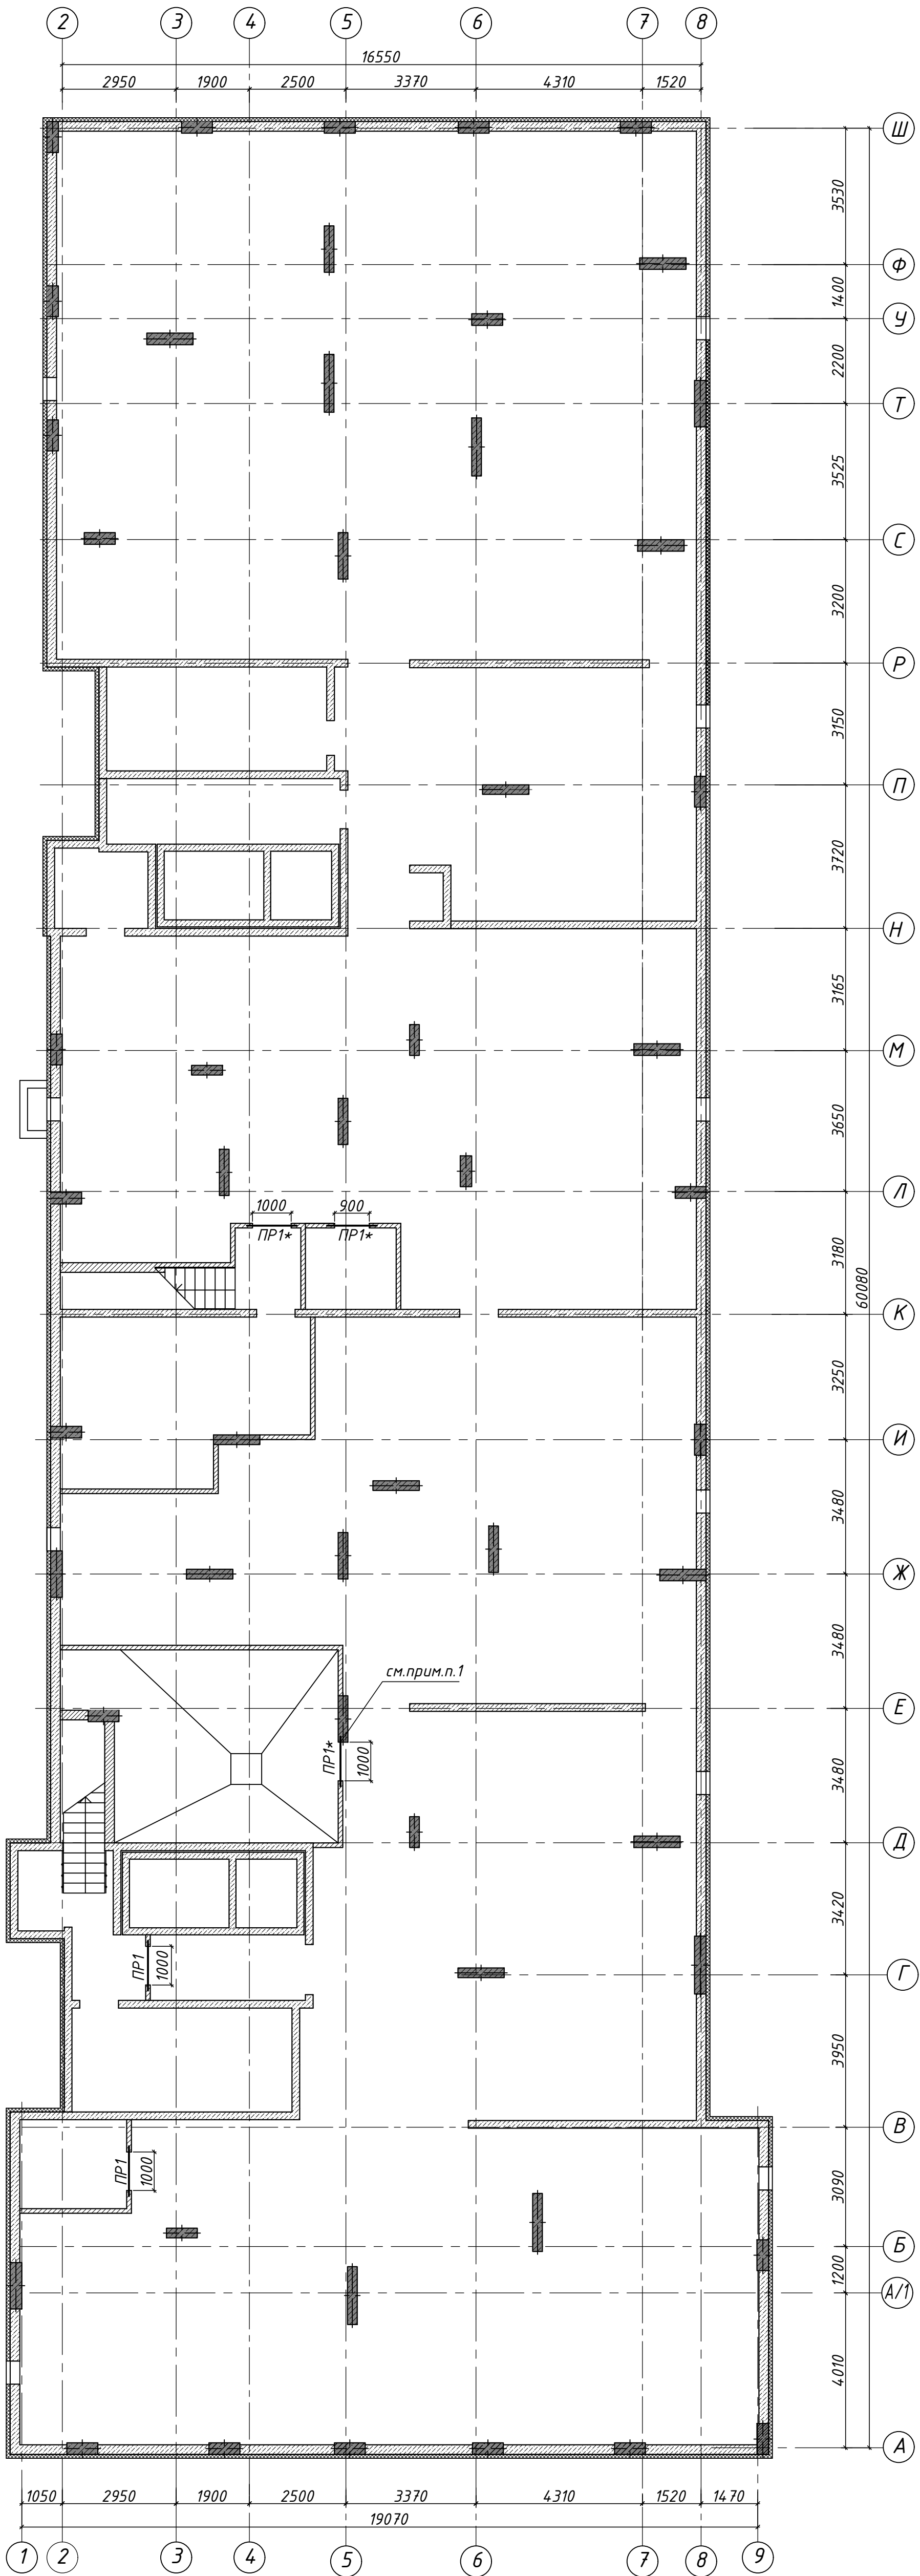 2 3 4 5 6 7 8
16550
2950 1900 2500 3370 4310 1520
Ш
3530
Ф
1400
У
2200
Т
3525
С
3200
Р
3150
П
3720
Н
3165
М
3650
Л
1000 900
ПР1* ПР1*
3180
60080
К
3250
И
3480
Ж
3480
см.прим.п.1
Е
ПР1*
1000
3480
Д
3420
ПР1
1000
Г
3950
В
ПР1
1000
3090
Б
1200
А/1
4010
А
1050 2950 1900 2500 3370 4310 1520 1470
19070
1 2 3 4 5 6 7 8 9